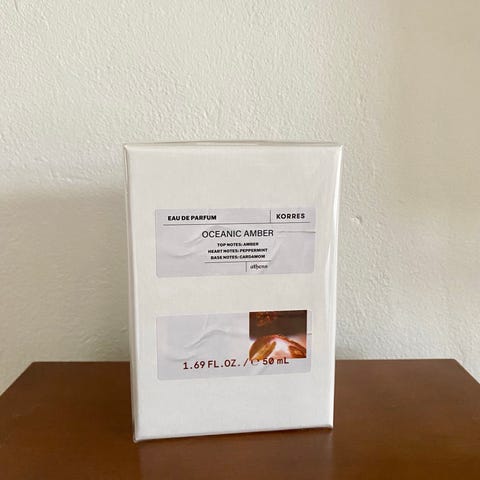 EAU DE PARFUM KORRES
OCEANIC AMBER
TOP NOTES: AMBER
HEART NOTES: PEPPERMINT
BASE NOTES: CARDAMOM
athens
1.69 FL.OZ. / ℮ 50 mL